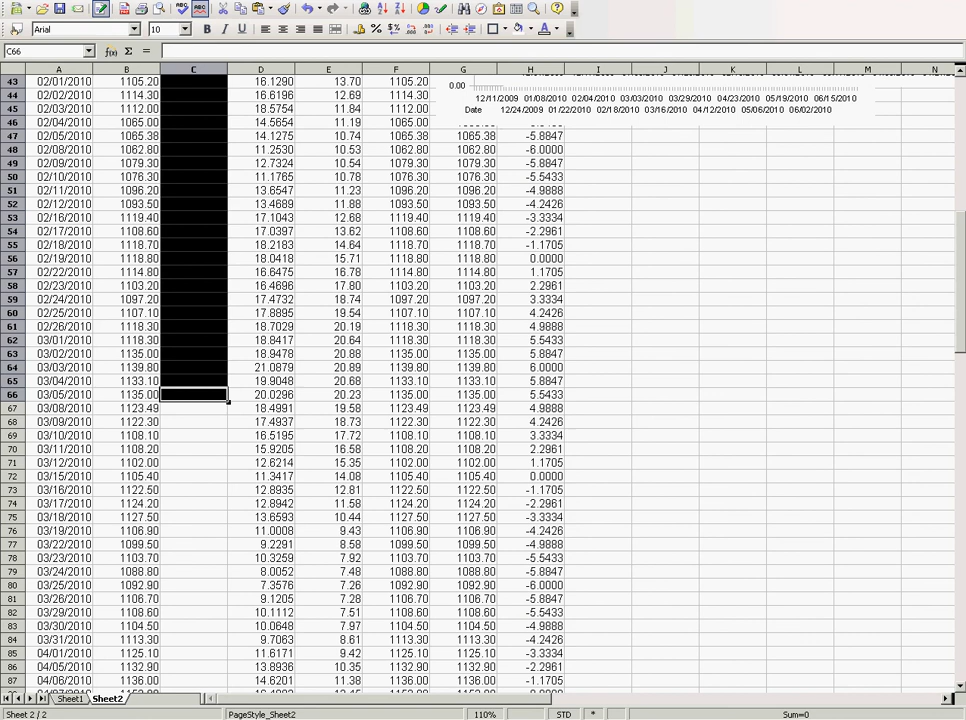 Arial 10
C66
A B C D E F G H I J K L M N
43 02/01/2010 1105.20 16.1290 13.70 1105.20 0.00
44 02/02/2010 1114.30 16.6196 12.69 1114.30 12/11/2009 01/08/2010 02/04/2010 03/03/2010 03/29/2010 04/23/2010 05/19/2010 06/15/2010
45 02/03/2010 1112.00 18.5754 11.84 1112.00 Date 12/24/2009 01/22/2010 02/18/2010 03/16/2010 04/12/2010 05/06/2010 06/02/2010
46 02/04/2010 1065.00 14.5654 11.19 1065.00
47 02/05/2010 1065.38 14.1275 10.74 1065.38 1065.38 -5.8847
48 02/08/2010 1062.80 11.2530 10.53 1062.80 1062.80 -6.0000
49 02/09/2010 1079.30 12.7324 10.54 1079.30 1079.30 -5.8847
50 02/10/2010 1076.30 11.1765 10.78 1076.30 1076.30 -5.5433
51 02/11/2010 1096.20 13.6547 11.23 1096.20 1096.20 -4.9888
52 02/12/2010 1093.50 13.4689 11.88 1093.50 1093.50 -4.2426
53 02/16/2010 1119.40 17.1043 12.68 1119.40 1119.40 -3.3334
54 02/17/2010 1108.60 17.0397 13.62 1108.60 1108.60 -2.2961
55 02/18/2010 1118.70 18.2183 14.64 1118.70 1118.70 -1.1705
56 02/19/2010 1118.80 18.0418 15.71 1118.80 1118.80 0.0000
57 02/22/2010 1114.80 16.6475 16.78 1114.80 1114.80 1.1705
58 02/23/2010 1103.20 16.4696 17.80 1103.20 1103.20 2.2961
59 02/24/2010 1097.20 17.4732 18.74 1097.20 1097.20 3.3334
60 02/25/2010 1107.10 17.8895 19.54 1107.10 1107.10 4.2426
61 02/26/2010 1118.30 18.7029 20.19 1118.30 1118.30 4.9888
62 03/01/2010 1118.30 18.8417 20.64 1118.30 1118.30 5.5433
63 03/02/2010 1135.00 18.9478 20.88 1135.00 1135.00 5.8847
64 03/03/2010 1139.80 21.0879 20.89 1139.80 1139.80 6.0000
65 03/04/2010 1133.10 19.9048 20.68 1133.10 1133.10 5.8847
66 03/05/2010 1135.00 20.0296 20.23 1135.00 1135.00 5.5433
67 03/08/2010 1123.49 18.4991 19.58 1123.49 1123.49 4.9888
68 03/09/2010 1122.30 17.4937 18.73 1122.30 1122.30 4.2426
69 03/10/2010 1108.10 16.5195 17.72 1108.10 1108.10 3.3334
70 03/11/2010 1108.20 15.9205 16.58 1108.20 1108.20 2.2961
71 03/12/2010 1102.00 12.6214 15.35 1102.00 1102.00 1.1705
72 03/15/2010 1105.40 11.3417 14.08 1105.40 1105.40 0.0000
73 03/16/2010 1122.50 12.8935 12.81 1122.50 1122.50 -1.1705
74 03/17/2010 1124.20 12.8942 11.58 1124.20 1124.20 -2.2961
75 03/18/2010 1127.50 13.6593 10.44 1127.50 1127.50 -3.3334
76 03/19/2010 1106.90 11.0008 9.43 1106.90 1106.90 -4.2426
77 03/22/2010 1099.50 9.2291 8.58 1099.50 1099.50 -4.9888
78 03/23/2010 1103.70 10.3259 7.92 1103.70 1103.70 -5.5433
79 03/24/2010 1088.80 8.0052 7.48 1088.80 1088.80 -5.8847
80 03/25/2010 1092.90 7.3576 7.26 1092.90 1092.90 -6.0000
81 03/26/2010 1106.70 9.1205 7.28 1106.70 1106.70 -5.8847
82 03/29/2010 1108.60 10.1112 7.51 1108.60 1108.60 -5.5433
83 03/30/2010 1104.50 10.0648 7.97 1104.50 1104.50 -4.9888
84 03/31/2010 1113.30 9.7063 8.61 1113.30 1113.30 -4.2426
85 04/01/2010 1125.10 11.6171 9.42 1125.10 1125.10 -3.3334
86 04/05/2010 1132.90 13.8936 10.35 1132.90 1132.90 -2.2961
87 04/06/2010 1136.00 14.6201 11.38 1136.00 1136.00 -1.1705
Sheet1 Sheet2
Sheet 2 / 2 PageStyle_Sheet2 110% STD * Sum=0